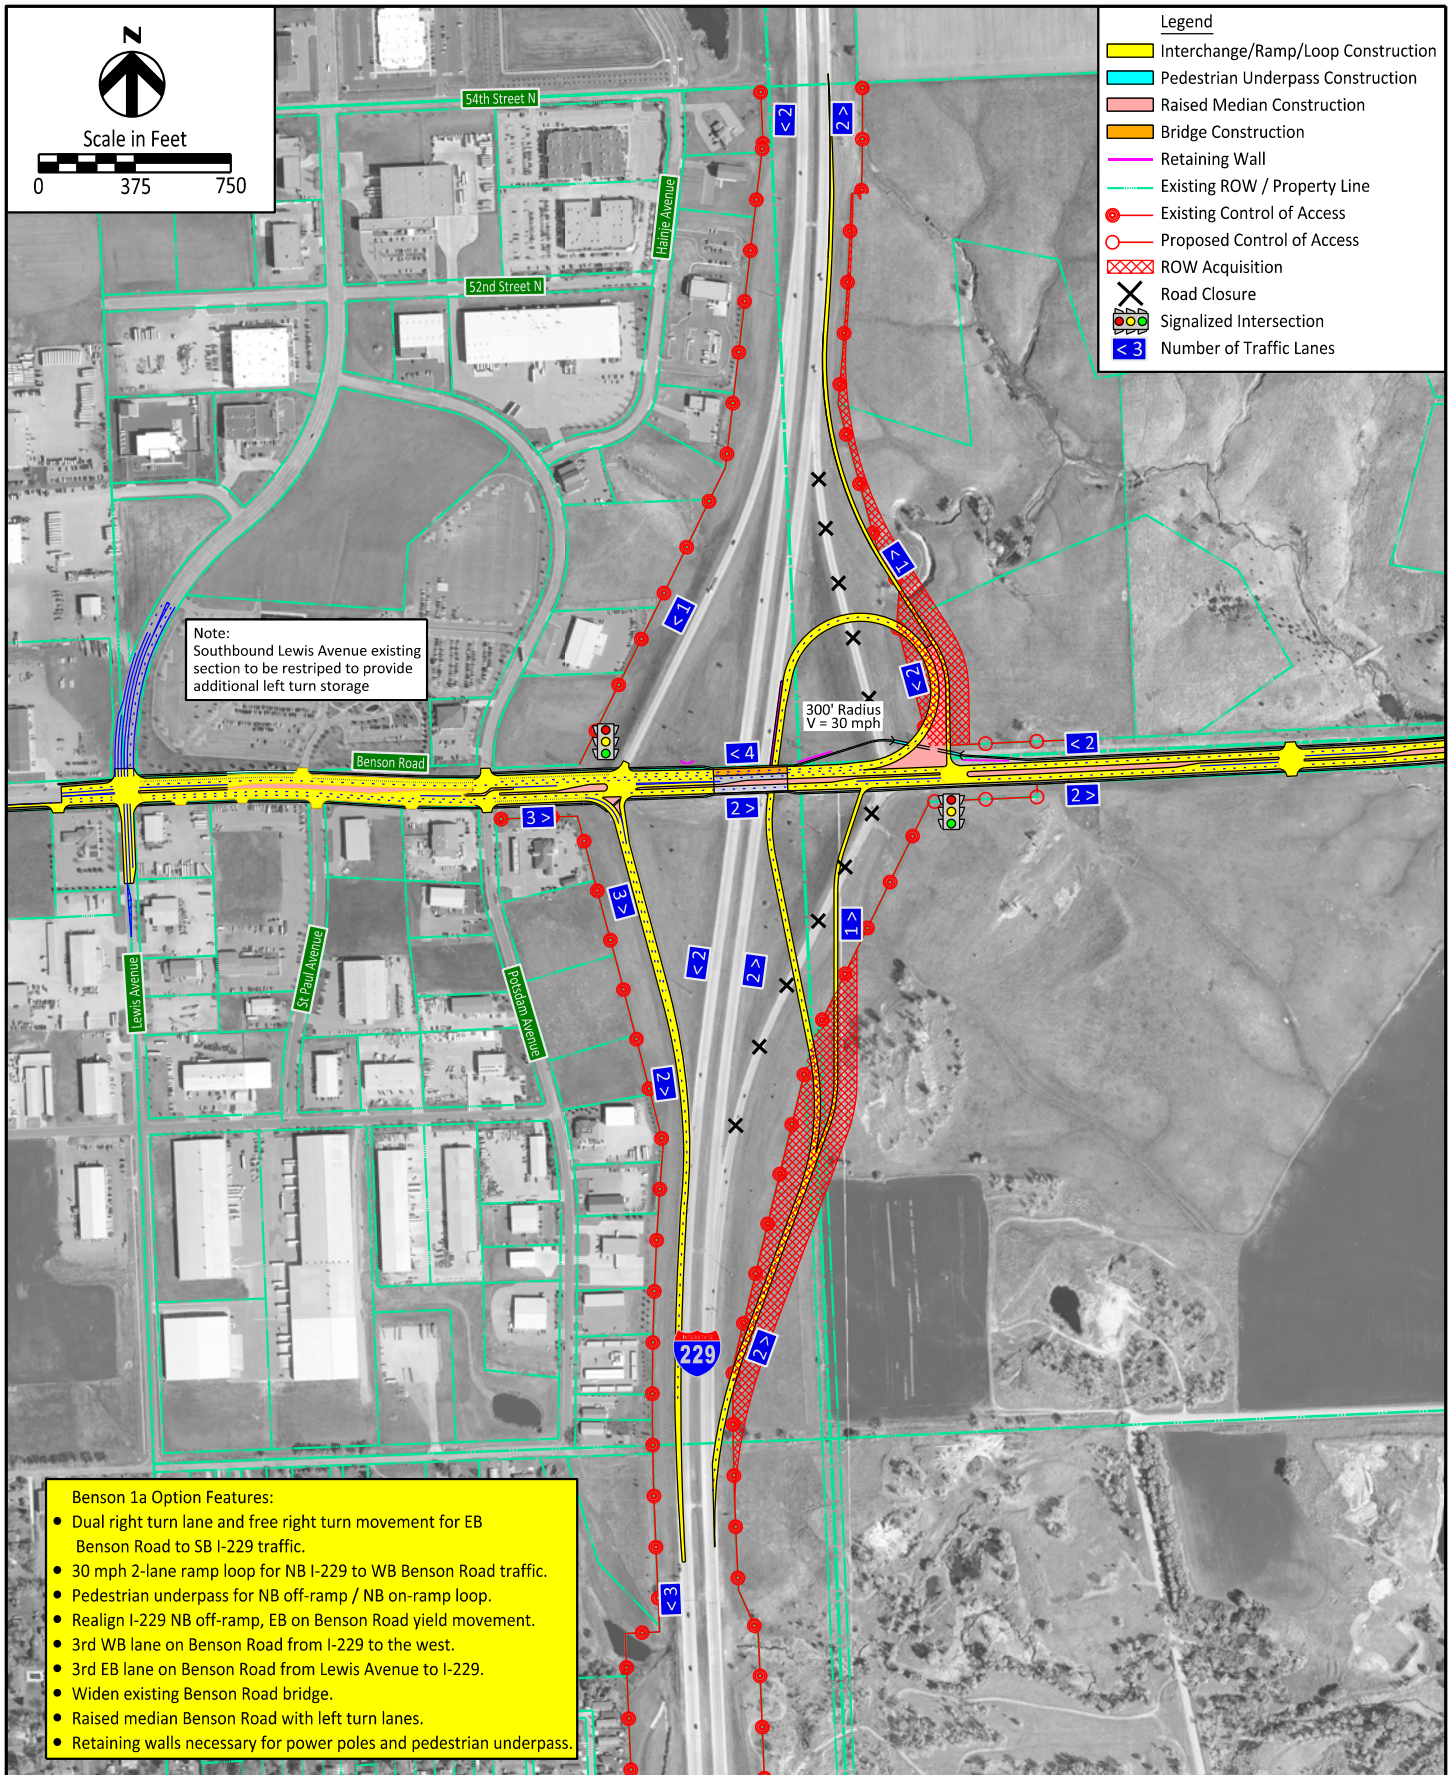 N
Scale in Feet
0 375 750
Legend
Interchange/Ramp/Loop Construction
Pedestrian Underpass Construction
Raised Median Construction
Bridge Construction
Retaining Wall
Existing ROW / Property Line
Existing Control of Access
Proposed Control of Access
ROW Acquisition
Road Closure
Signalized Intersection
< 3 Number of Traffic Lanes
54th Street N
< 2
2 >
Hainje Avenue
52nd Street N
< 1
< 1
Note:
Southbound Lewis Avenue existing
section to be restriped to provide
additional left turn storage
< 2
300' Radius
V = 30 mph
Benson Road
< 4
< 2
2 >
2 >
3 >
3 >
1 >
< 2
2 >
Lewis Avenue
St Paul Avenue
Potsdam Avenue
2 >
INTERSTATE
229
2 >
< 3
Benson 1a Option Features:
• Dual right turn lane and free right turn movement for EB
Benson Road to SB I-229 traffic.
• 30 mph 2-lane ramp loop for NB I-229 to WB Benson Road traffic.
• Pedestrian underpass for NB off-ramp / NB on-ramp loop.
• Realign I-229 NB off-ramp, EB on Benson Road yield movement.
• 3rd WB lane on Benson Road from I-229 to the west.
• 3rd EB lane on Benson Road from Lewis Avenue to I-229.
• Widen existing Benson Road bridge.
• Raised median Benson Road with left turn lanes.
• Retaining walls necessary for power poles and pedestrian underpass.